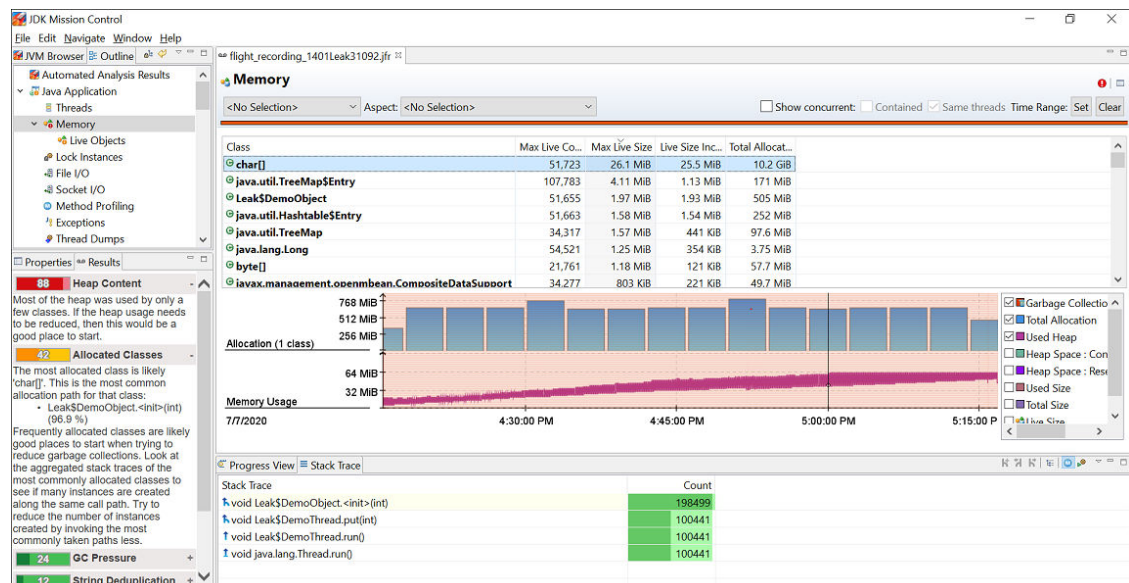 JDK Mission Control
File Edit Navigate Window Help
JVM Browser Outline
flight_recording_1401Leak31092.jfr
Automated Analysis Results
Java Application
Threads
Memory
Live Objects
Lock Instances
File I/O
Socket I/O
Method Profiling
Exceptions
Thread Dumps
Memory
<No Selection> Aspect: <No Selection> Show concurrent: Contained Same threads Time Range: Set Clear
Class Max Live Co... Max Live Size Live Size Inc... Total Allocat...
char[] 51,723 26.1 MiB 25.5 MiB 10.2 GiB
java.util.TreeMap$Entry 107,783 4.11 MiB 1.13 MiB 171 MiB
Leak$DemoObject 51,655 1.97 MiB 1.93 MiB 505 MiB
java.util.Hashtable$Entry 51,663 1.58 MiB 1.54 MiB 252 MiB
java.util.TreeMap 34,317 1.57 MiB 441 KiB 97.6 MiB
java.lang.Long 54,521 1.25 MiB 354 KiB 3.75 MiB
byte[] 21,761 1.18 MiB 121 KiB 57.7 MiB
javax.management.openmbean.CompositeDataSupport 34,277 803 KiB 221 KiB 49.7 MiB
Properties Results
88 Heap Content -
Most of the heap was used by only a
few classes. If the heap usage needs
to be reduced, then this would be a
good place to start.
42 Allocated Classes -
The most allocated class is likely
'char[]'. This is the most common
allocation path for that class:
• Leak$DemoObject.<init>(int)
(96.9 %)
Frequently allocated classes are likely
good places to start when trying to
reduce garbage collections. Look at
the aggregated stack traces of the
most commonly allocated classes to
see if many instances are created
along the same call path. Try to
reduce the number of instances
created by invoking the most
commonly taken paths less.
24 GC Pressure +
12 String Deduplication +
768 MiB
512 MiB
256 MiB
Allocation (1 class)
64 MiB
32 MiB
Memory Usage
7/7/2020 4:30:00 PM 4:45:00 PM 5:00:00 PM 5:15:00 P
Garbage Collectio
Total Allocation
Used Heap
Heap Space : Con
Heap Space : Rese
Used Size
Total Size
Live Size
Progress View Stack Trace
Stack Trace Count
void Leak$DemoObject.<init>(int) 198499
void Leak$DemoThread.put(int) 100441
void Leak$DemoThread.run() 100441
void java.lang.Thread.run() 100441